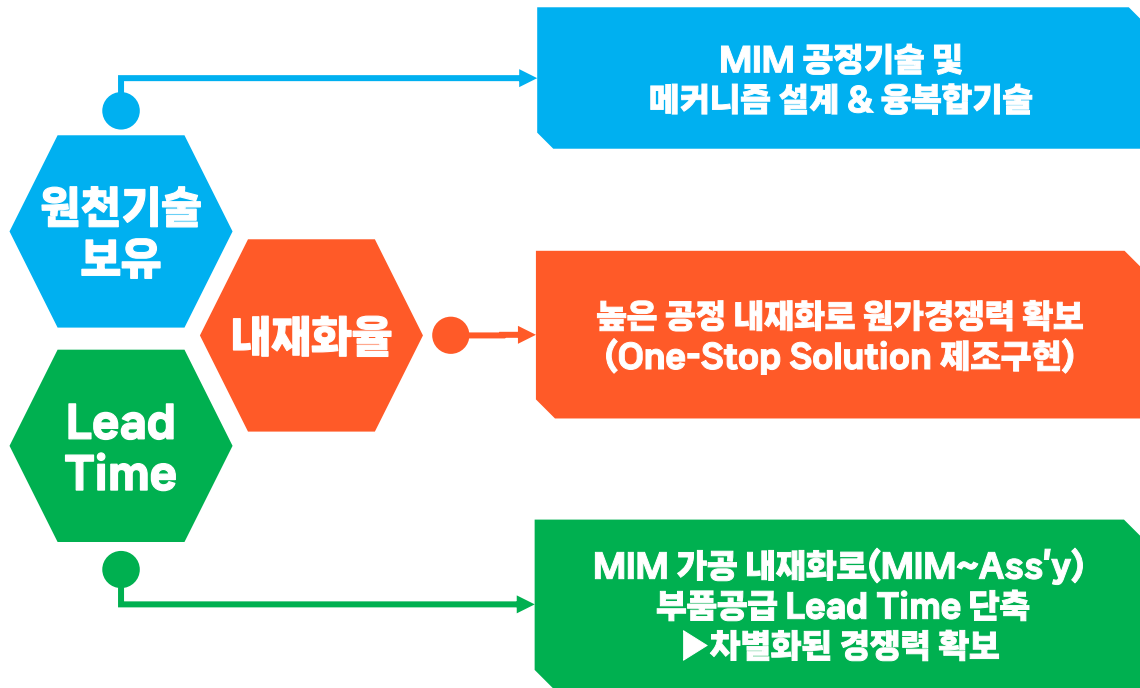 원천기술
보유
MIM 공정기술 및
메커니즘 설계 & 융복합기술
내재화율
높은 공정 내재화로 원가경쟁력 확보
(One-Stop Solution 제조구현)
Lead
Time
MIM 가공 내재화로(MIM~Ass'y)
부품공급 Lead Time 단축
▶차별화된 경쟁력 확보